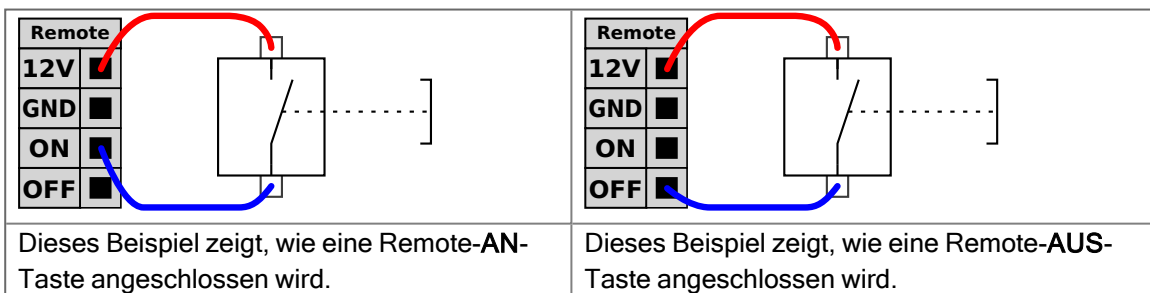 Remote
12V
GND
ON
OFF
Dieses Beispiel zeigt, wie eine Remote-AN-
Taste angeschlossen wird.
Remote
12V
GND
ON
OFF
Dieses Beispiel zeigt, wie eine Remote-AUS-
Taste angeschlossen wird.